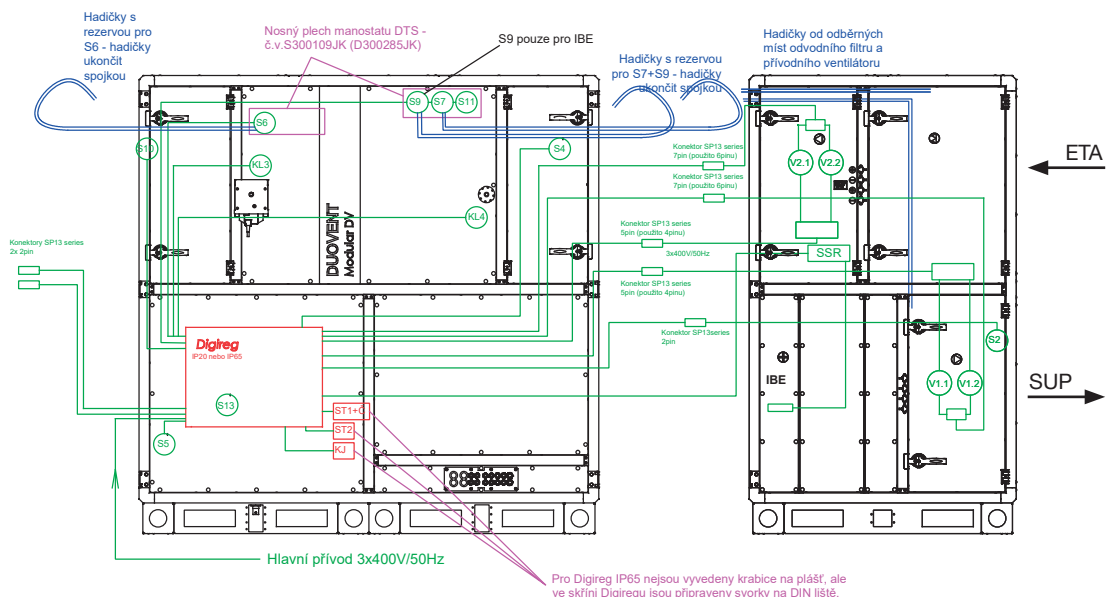 Hadičky s
rezervou pro
S6 - hadičky
ukončit
spojkou
Nosný plech manostatu DTS -
č.v.S300109JK (D300285JK)
S9 pouze pro IBE
Hadičky s rezervou
pro S7+S9 - hadičky
ukončit spojkou
Hadičky od odběrných
míst odvodního filtru a
přívodního ventilátoru
S9
S7
S11
S6
S10
S4
KL3
KL4
DUOVENT
Modular DV
Konektor SP13 series
7pin (použito 6pinu)
Konektor SP13 series
7pin (použito 6pinu)
V2.1
V2.2
ETA
Konektory SP13 series
2x 2pin
Konektor SP13 series
5pin (použito 4pinu)
3x400V/50Hz
SSR
Konektor SP13 series
5pin (použito 4pinu)
Konektor SP13series
2pin
S2
Digireg
IP20 nebo IP65
S13
S5
ST1+C
ST2
KJ
IBE
V1.1
V1.2
SUP
Hlavní přívod 3x400V/50Hz
Pro Digireg IP65 nejsou vyvedeny krabice na plášť, ale
ve skříni Digiregu jsou připraveny svorky na DIN liště.